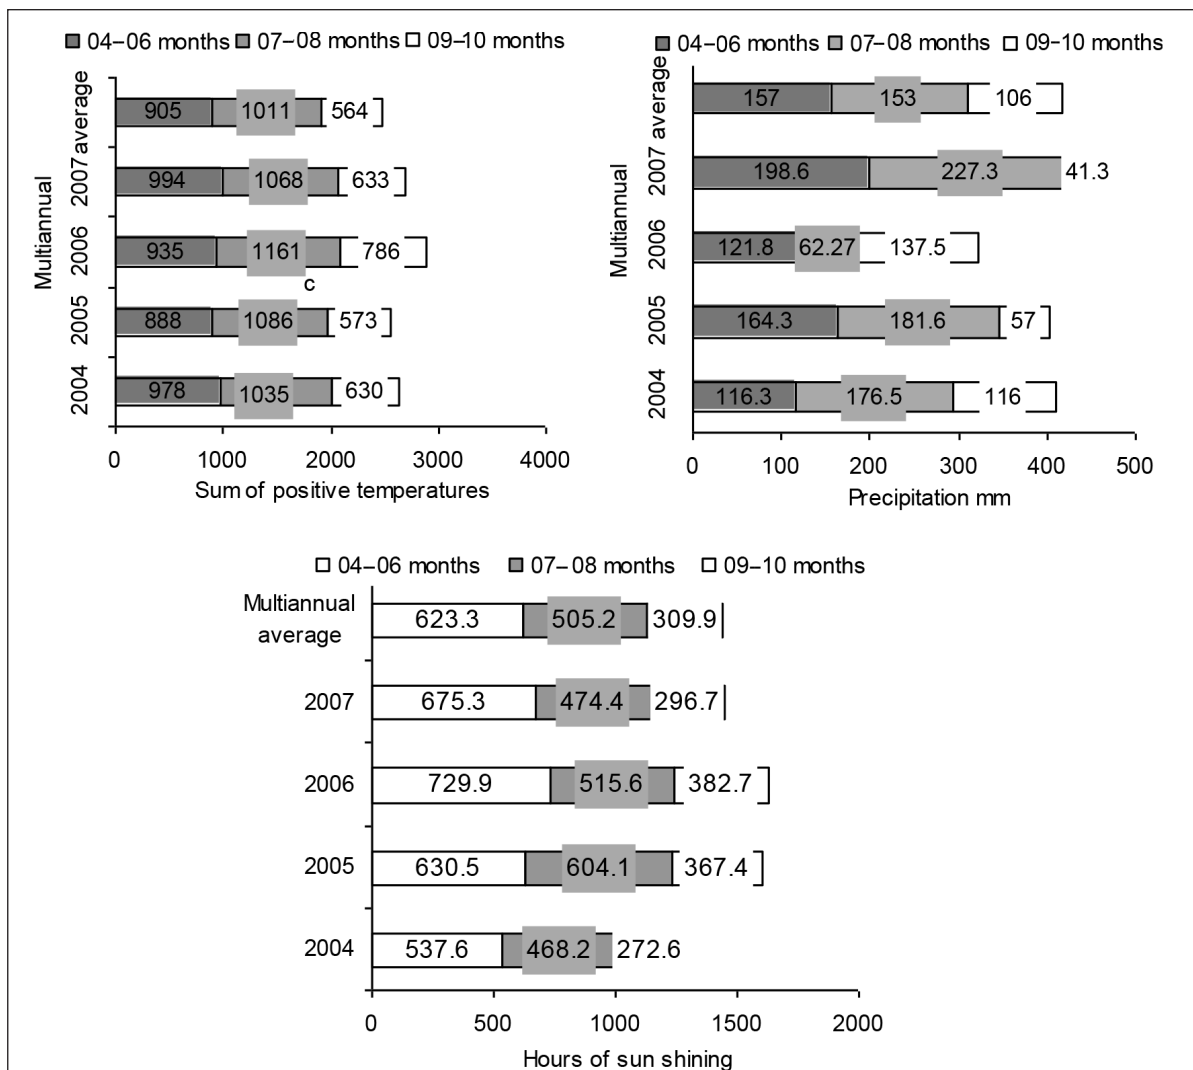 04–06 months 07–08 months 09–10 months
Multiannual average
905 1011 564
2007
994 1068 633
2006
935 1161 786
c
2005
888 1086 573
2004
978 1035 630
0 1000 2000 3000 4000
Sum of positive temperatures
04–06 months 07–08 months 09–10 months
Multiannual average
157 153 106
2007
198.6 227.3 41.3
2006
121.8 62.27 137.5
2005
164.3 181.6 57
2004
116.3 176.5 116
0 100 200 300 400 500
Precipitation mm
04–06 months 07–08 months 09–10 months
Multiannual
average
623.3 505.2 309.9
2007 675.3 474.4 296.7
2006 729.9 515.6 382.7
2005 630.5 604.1 367.4
2004 537.6 468.2 272.6
0 500 1000 1500 2000
Hours of sun shining